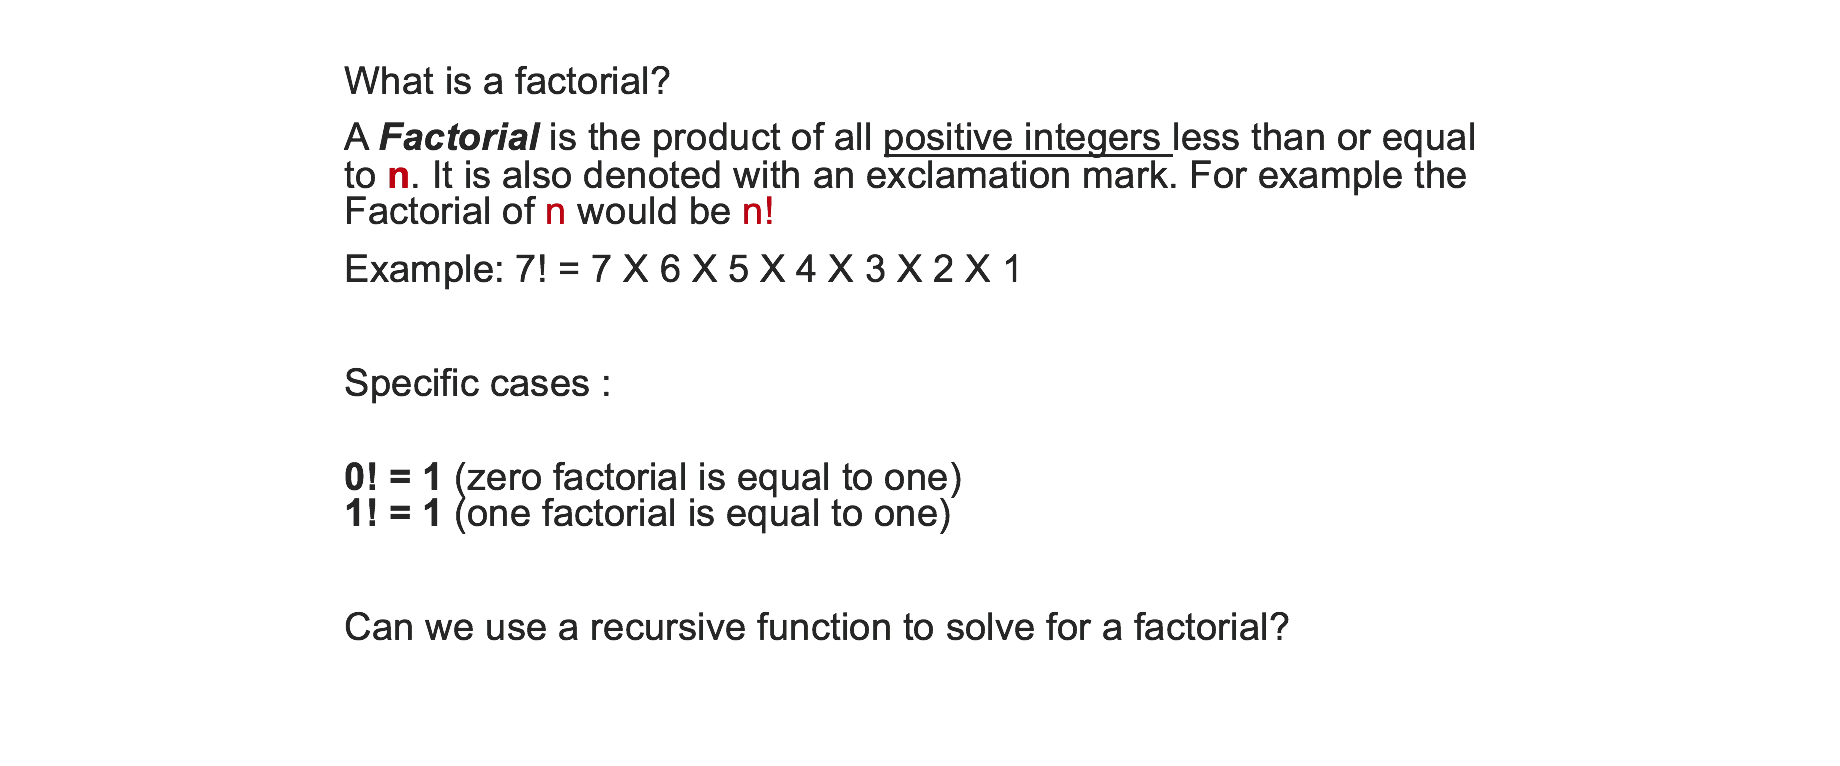 What is a factorial?
A Factorial is the product of all positive integers less than or equal
to n. It is also denoted with an exclamation mark. For example the
Factorial of n would be n!
Example: 7! = 7 X 6 X 5 X 4 X 3 X 2 X 1
Specific cases :
0! = 1 (zero factorial is equal to one)
1! = 1 (one factorial is equal to one)
Can we use a recursive function to solve for a factorial?